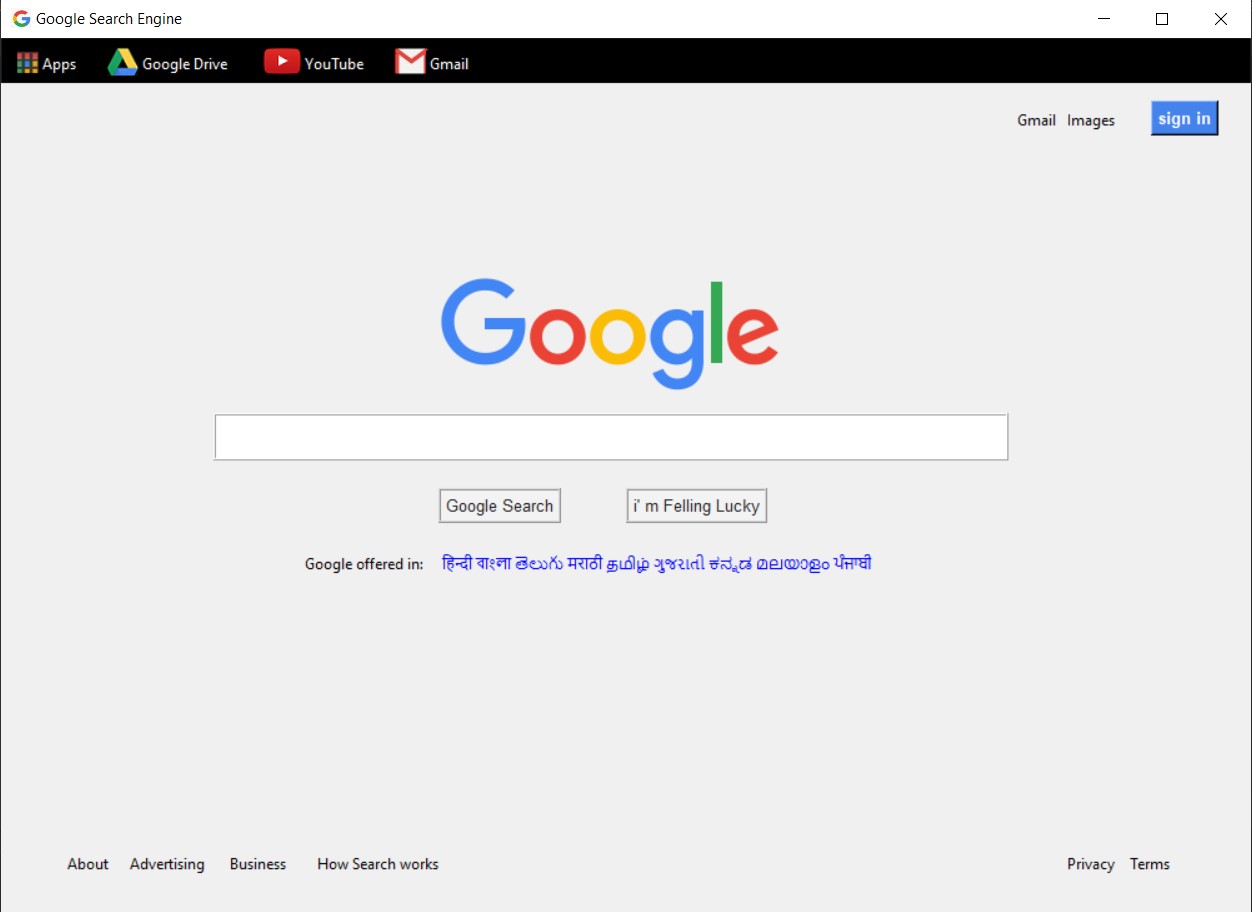 Google Search Engine
Apps Google Drive YouTube Gmail
Gmail Images sign in
Google
Google Search i' m Felling Lucky
Google offered in: हिन्दी বাংলা తెలుగు मराठी தமிழ் ગુજરાતી ಕನ್ನಡ മലയാളം ਪੰਜਾਬੀ
About Advertising Business How Search works Privacy Terms